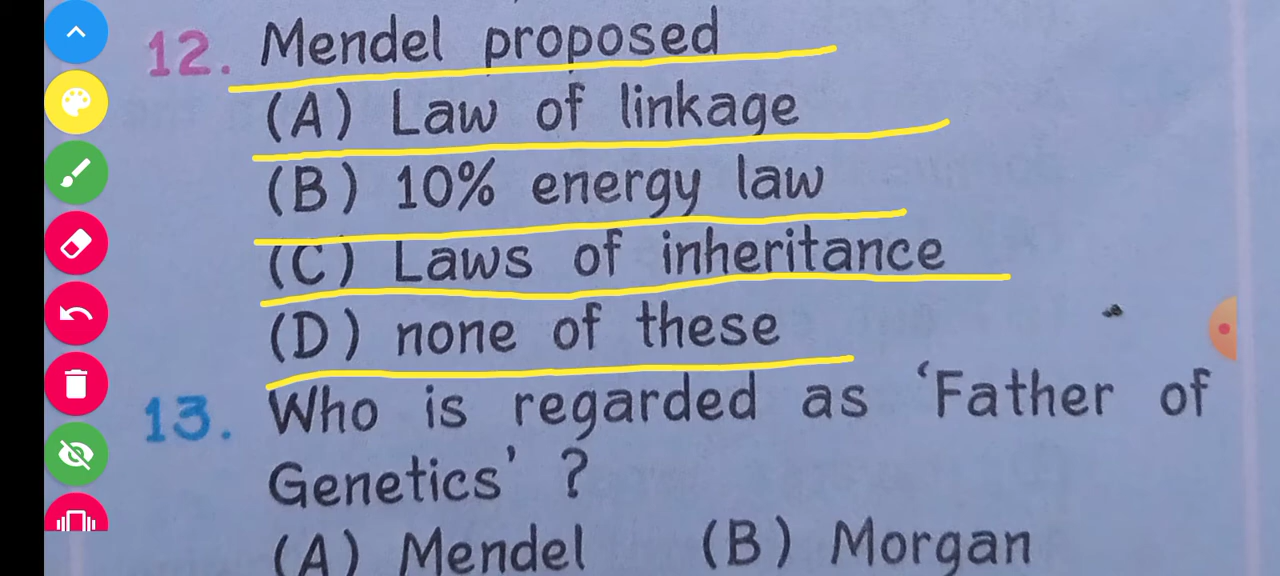 12. Mendel proposed
(A) Law of linkage
(B) 10% energy law
(C) Laws of inheritance
(D) none of these
13. Who is regarded as ‘Father of
Genetics’ ?
(A) Mendel (B) Morgan